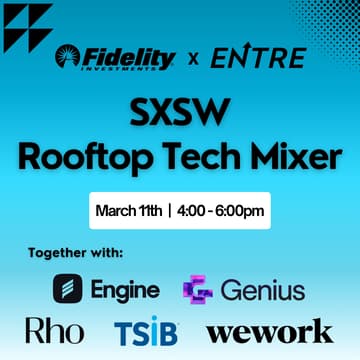 Fidelity x ENTRE
INVESTMENTS
SXSW
Rooftop Tech Mixer
March 11th | 4:00 - 6:00pm
Together with:
Engine Genius
Rho TSiB wework